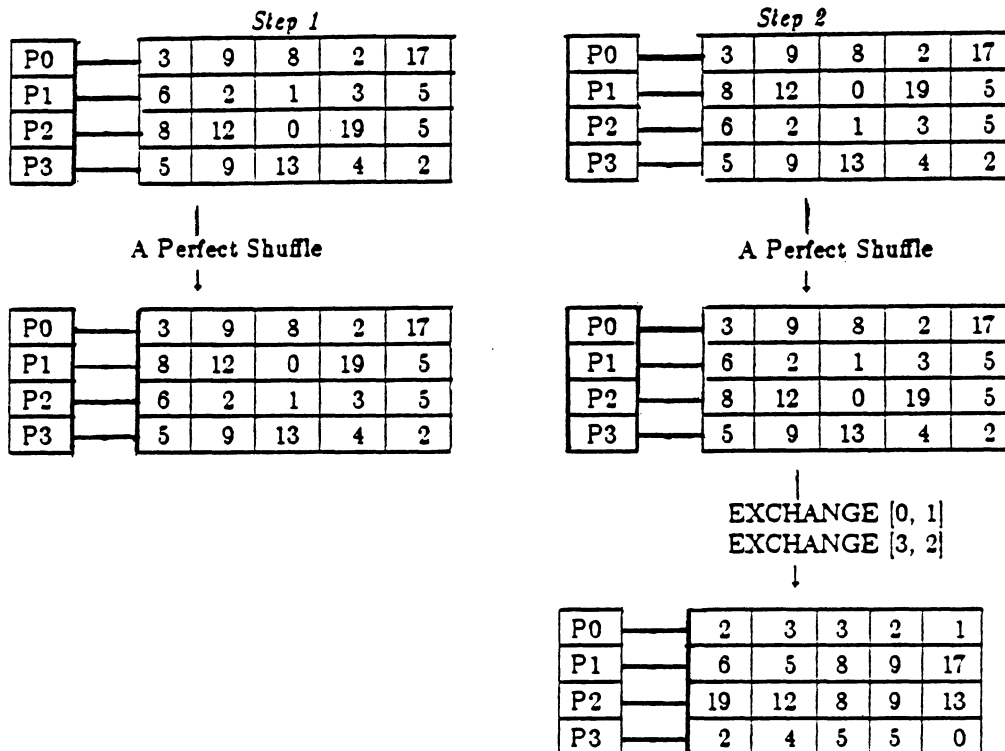 Step 1
P0 3 9 8 2 17
P1 6 2 1 3 5
P2 8 12 0 19 5
P3 5 9 13 4 2
A Perfect Shuffle
P0 3 9 8 2 17
P1 8 12 0 19 5
P2 6 2 1 3 5
P3 5 9 13 4 2
Step 2
P0 3 9 8 2 17
P1 8 12 0 19 5
P2 6 2 1 3 5
P3 5 9 13 4 2
A Perfect Shuffle
P0 3 9 8 2 17
P1 6 2 1 3 5
P2 8 12 0 19 5
P3 5 9 13 4 2
EXCHANGE [0, 1]
EXCHANGE [3, 2]
P0 2 3 3 2 1
P1 6 5 8 9 17
P2 19 12 8 9 13
P3 2 4 5 5 0